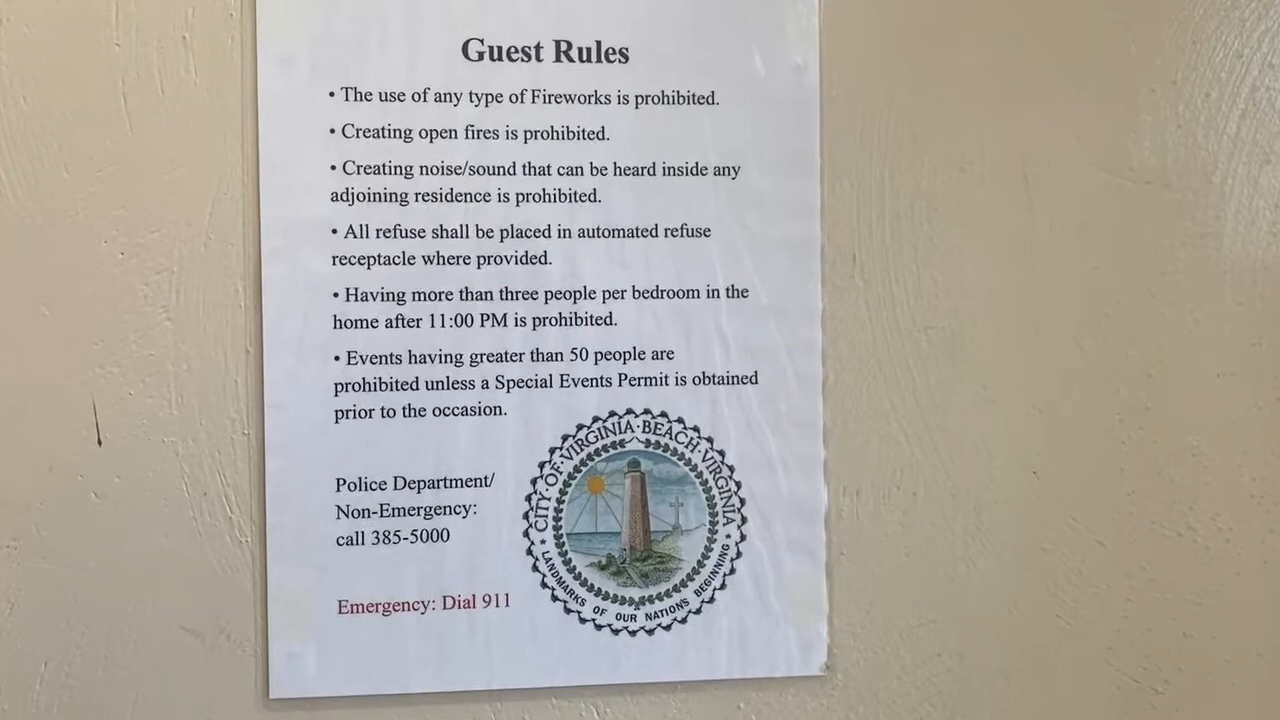 Guest Rules
• The use of any type of Fireworks is prohibited.
• Creating open fires is prohibited.
• Creating noise/sound that can be heard inside any
adjoining residence is prohibited.
• All refuse shall be placed in automated refuse
receptacle where provided.
• Having more than three people per bedroom in the
home after 11:00 PM is prohibited.
• Events having greater than 50 people are
prohibited unless a Special Events Permit is obtained
prior to the occasion.
Police Department/
Non-Emergency:
call 385-5000
Emergency: Dial 911
CITY·OF·VIRGINIA·BEACH·VIRGINIA
LANDMARKS OF OUR NATION'S BEGINNING